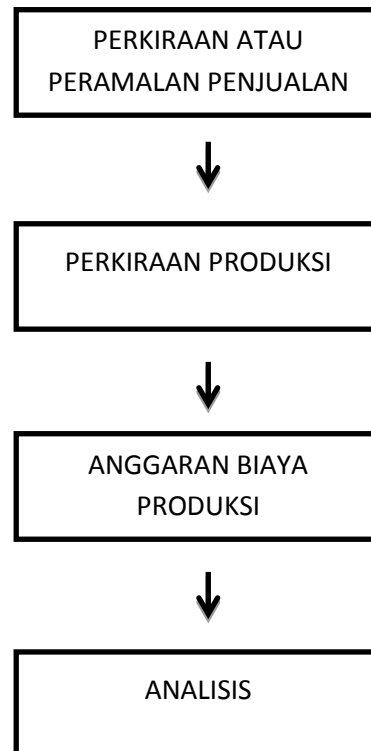 PERKIRAAN ATAU
PERAMALAN PENJUALAN
PERKIRAAN PRODUKSI
ANGGARAN BIAYA
PRODUKSI
ANALISIS